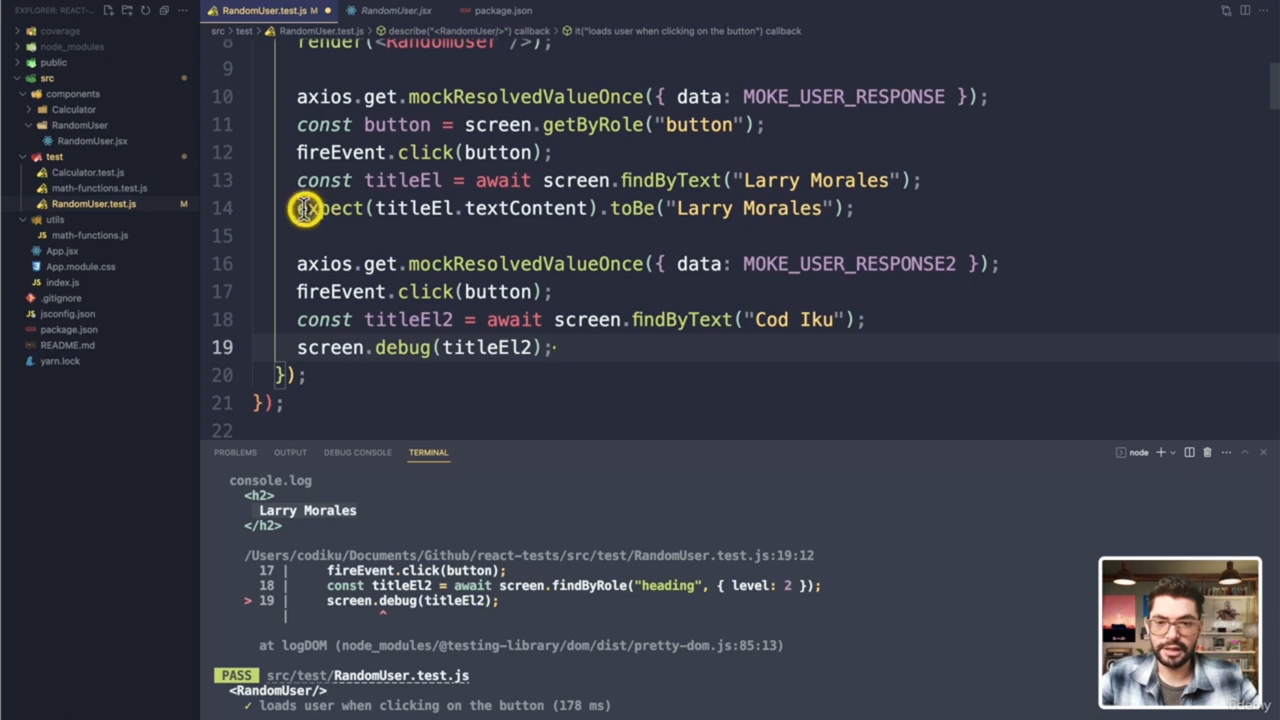 EXPLORER: REACT-...
coverage
node_modules
public
src
components
Calculator
RandomUser
RandomUser.jsx
test
Calculator.test.js
math-functions.test.js
RandomUser.test.js M
utils
math-functions.js
App.jsx
App.module.css
index.js
.gitignore
jsconfig.json
package.json
README.md
yarn.lock
RandomUser.test.js M
RandomUser.jsx
package.json
src > test > RandomUser.test.js > describe("<RandomUser/>") callback > it("loads user when clicking on the button") callback
8 render(<RandomUser />);
9
10 axios.get.mockResolvedValueOnce({ data: MOKE_USER_RESPONSE });
11 const button = screen.getByRole("button");
12 fireEvent.click(button);
13 const titleEl = await screen.findByText("Larry Morales");
14 expect(titleEl.textContent).toBe("Larry Morales");
15
16 axios.get.mockResolvedValueOnce({ data: MOKE_USER_RESPONSE2 });
17 fireEvent.click(button);
18 const titleEl2 = await screen.findByText("Cod Iku");
19 screen.debug(titleEl2);
20 });
21 });
22
PROBLEMS OUTPUT DEBUG CONSOLE TERMINAL
node
console.log
<h2>
Larry Morales
</h2>
/Users/codiku/Documents/Github/react-tests/src/test/RandomUser.test.js:19:12
17 | fireEvent.click(button);
18 | const titleEl2 = await screen.findByRole("heading", { level: 2 });
> 19 | screen.debug(titleEl2);
| ^
at logDOM (node_modules/@testing-library/dom/dist/pretty-dom.js:85:13)
PASS src/test/RandomUser.test.js
<RandomUser/>
✓ loads user when clicking on the button (178 ms)
Udemy